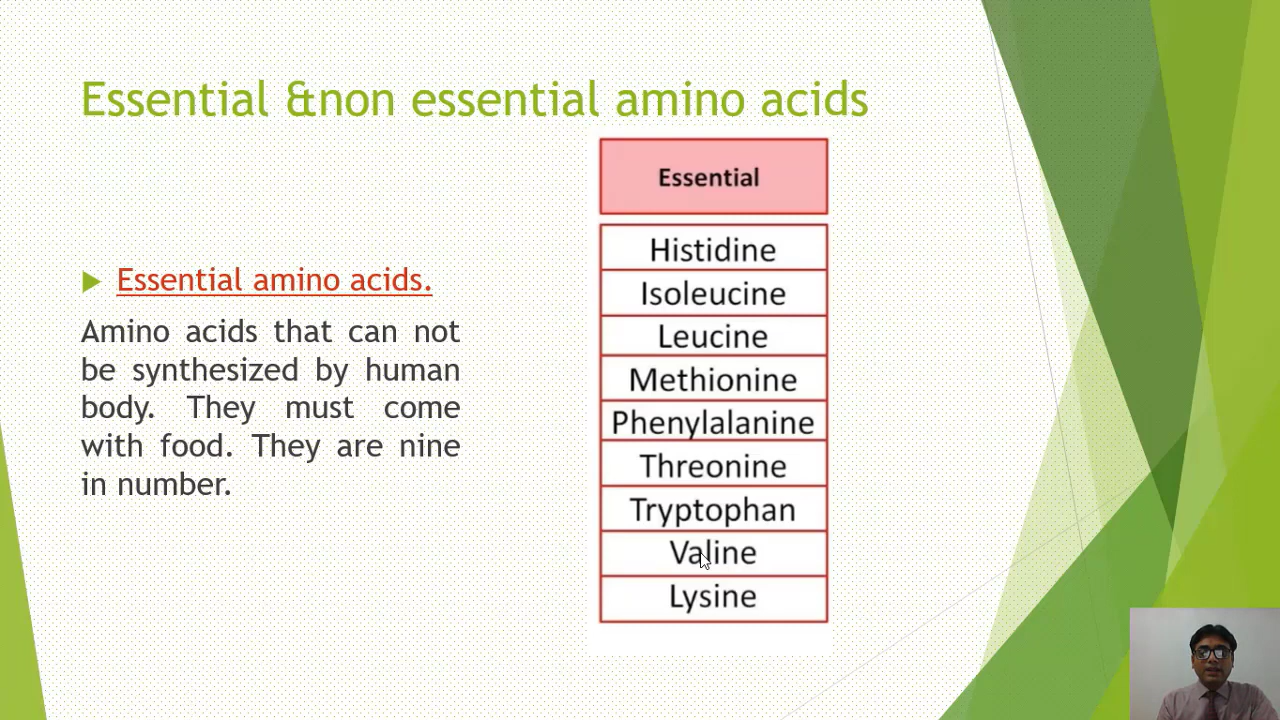 Essential &non essential amino acids
Essential amino acids.
Amino acids that can not
be synthesized by human
body. They must come
with food. They are nine
in number.
Essential
Histidine
Isoleucine
Leucine
Methionine
Phenylalanine
Threonine
Tryptophan
Valine
Lysine